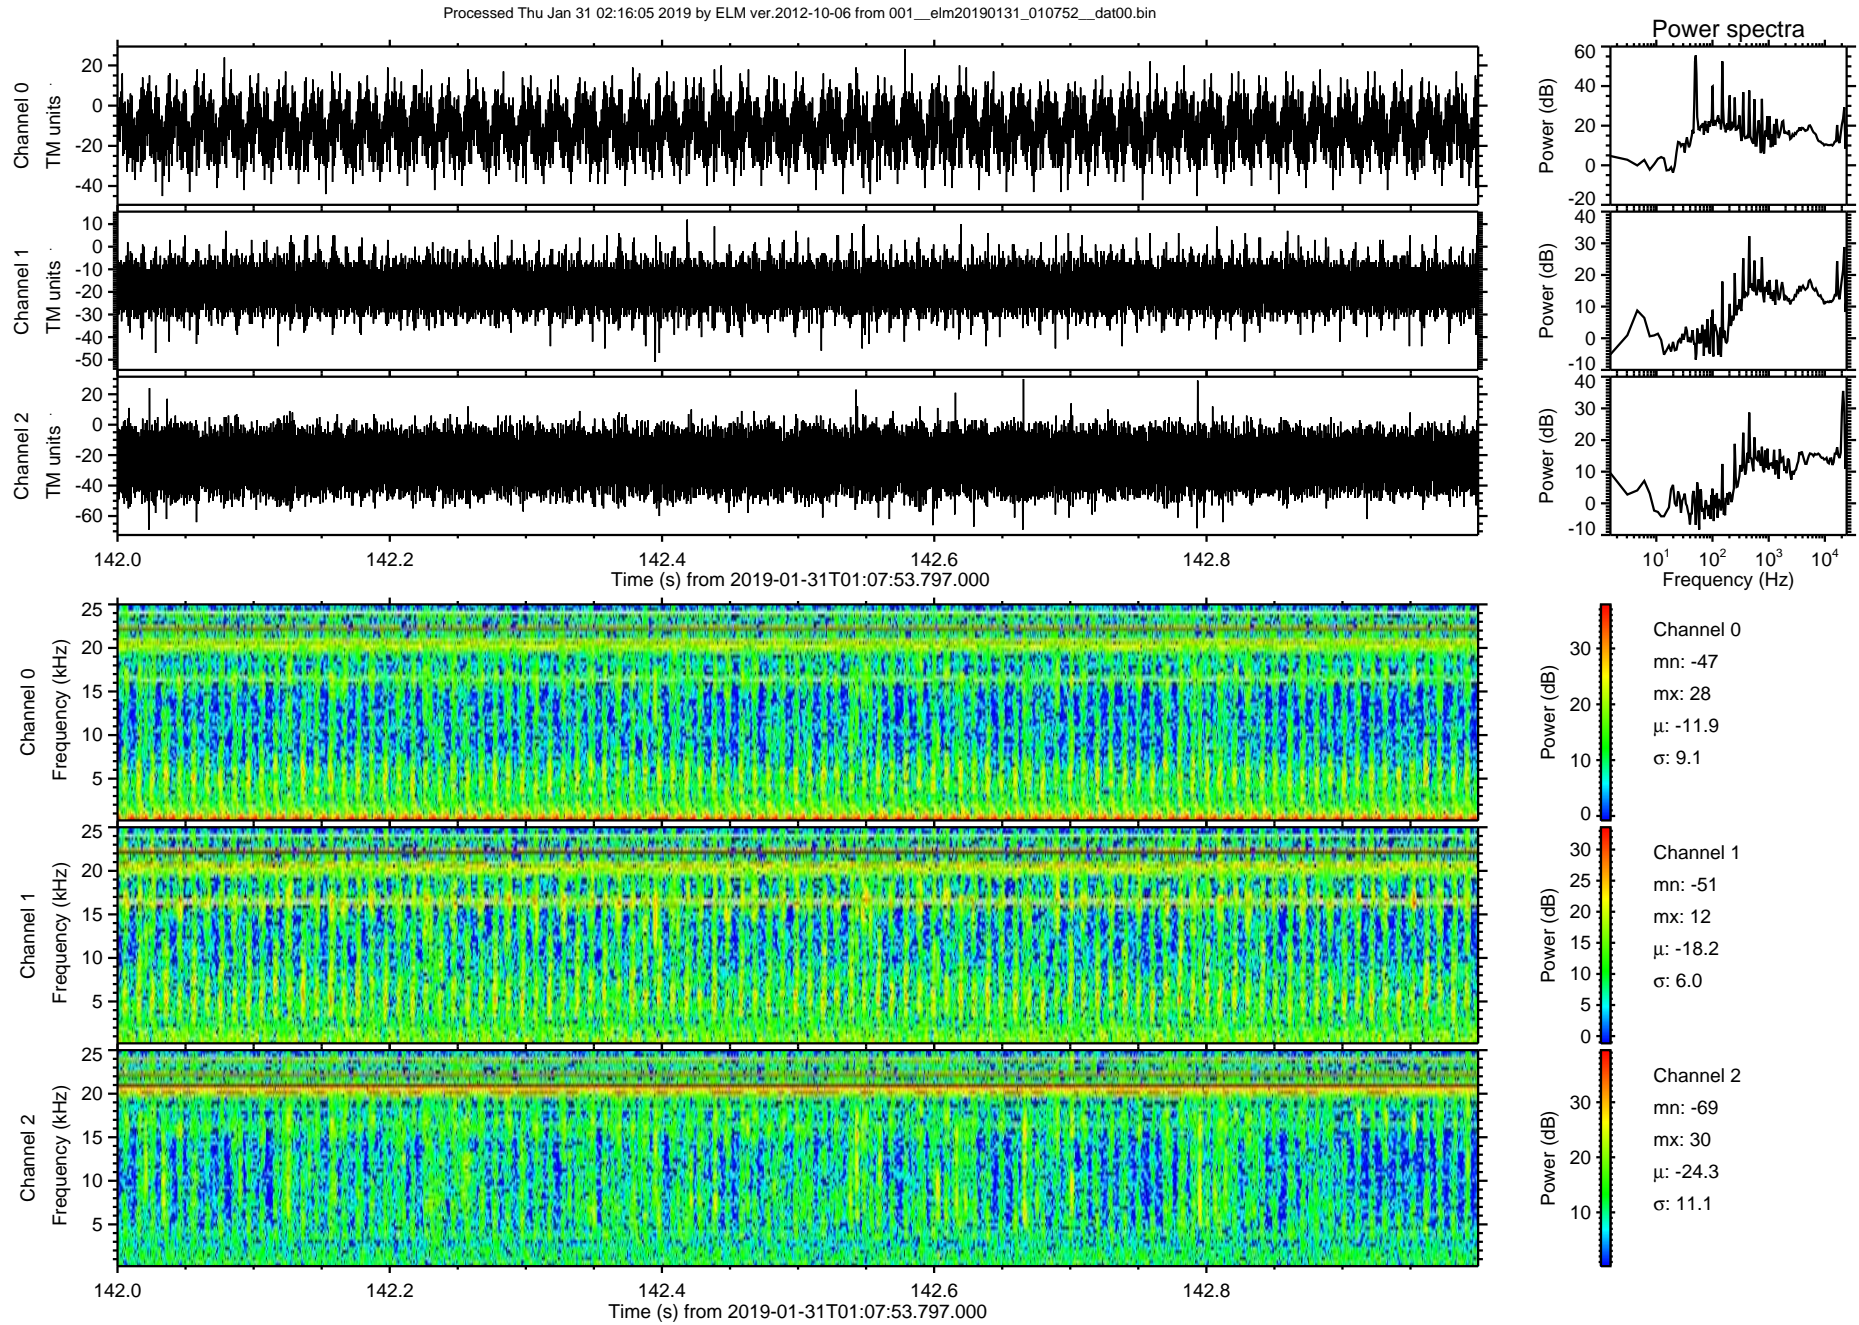 Processed Thu Jan 31 02:16:05 2019 by ELM ver.2012-10-06 from 001__elm20190131_010752__dat00.bin
Power spectra
Channel 0
TM units
20
0
-20
-40
Power (dB)
60
40
20
0
-20
Channel 1
TM units
10
0
-10
-20
-30
-40
-50
Power (dB)
40
30
20
10
0
-10
Channel 2
TM units
20
0
-20
-40
-60
Power (dB)
40
30
20
10
0
-10
142.0 142.2 142.4 142.6 142.8
Time (s) from 2019-01-31T01:07:53.797.000
10^1 10^2 10^3 10^4
Frequency (Hz)
Channel 0
Frequency (kHz)
25
20
15
10
5
Power (dB)
30
20
10
0
Channel 0
mn: -47
mx: 28
μ: -11.9
σ: 9.1
Channel 1
Frequency (kHz)
25
20
15
10
5
Power (dB)
30
25
20
15
10
5
0
Channel 1
mn: -51
mx: 12
μ: -18.2
σ: 6.0
Channel 2
Frequency (kHz)
25
20
15
10
5
Power (dB)
30
20
10
Channel 2
mn: -69
mx: 30
μ: -24.3
σ: 11.1
142.0 142.2 142.4 142.6 142.8
Time (s) from 2019-01-31T01:07:53.797.000